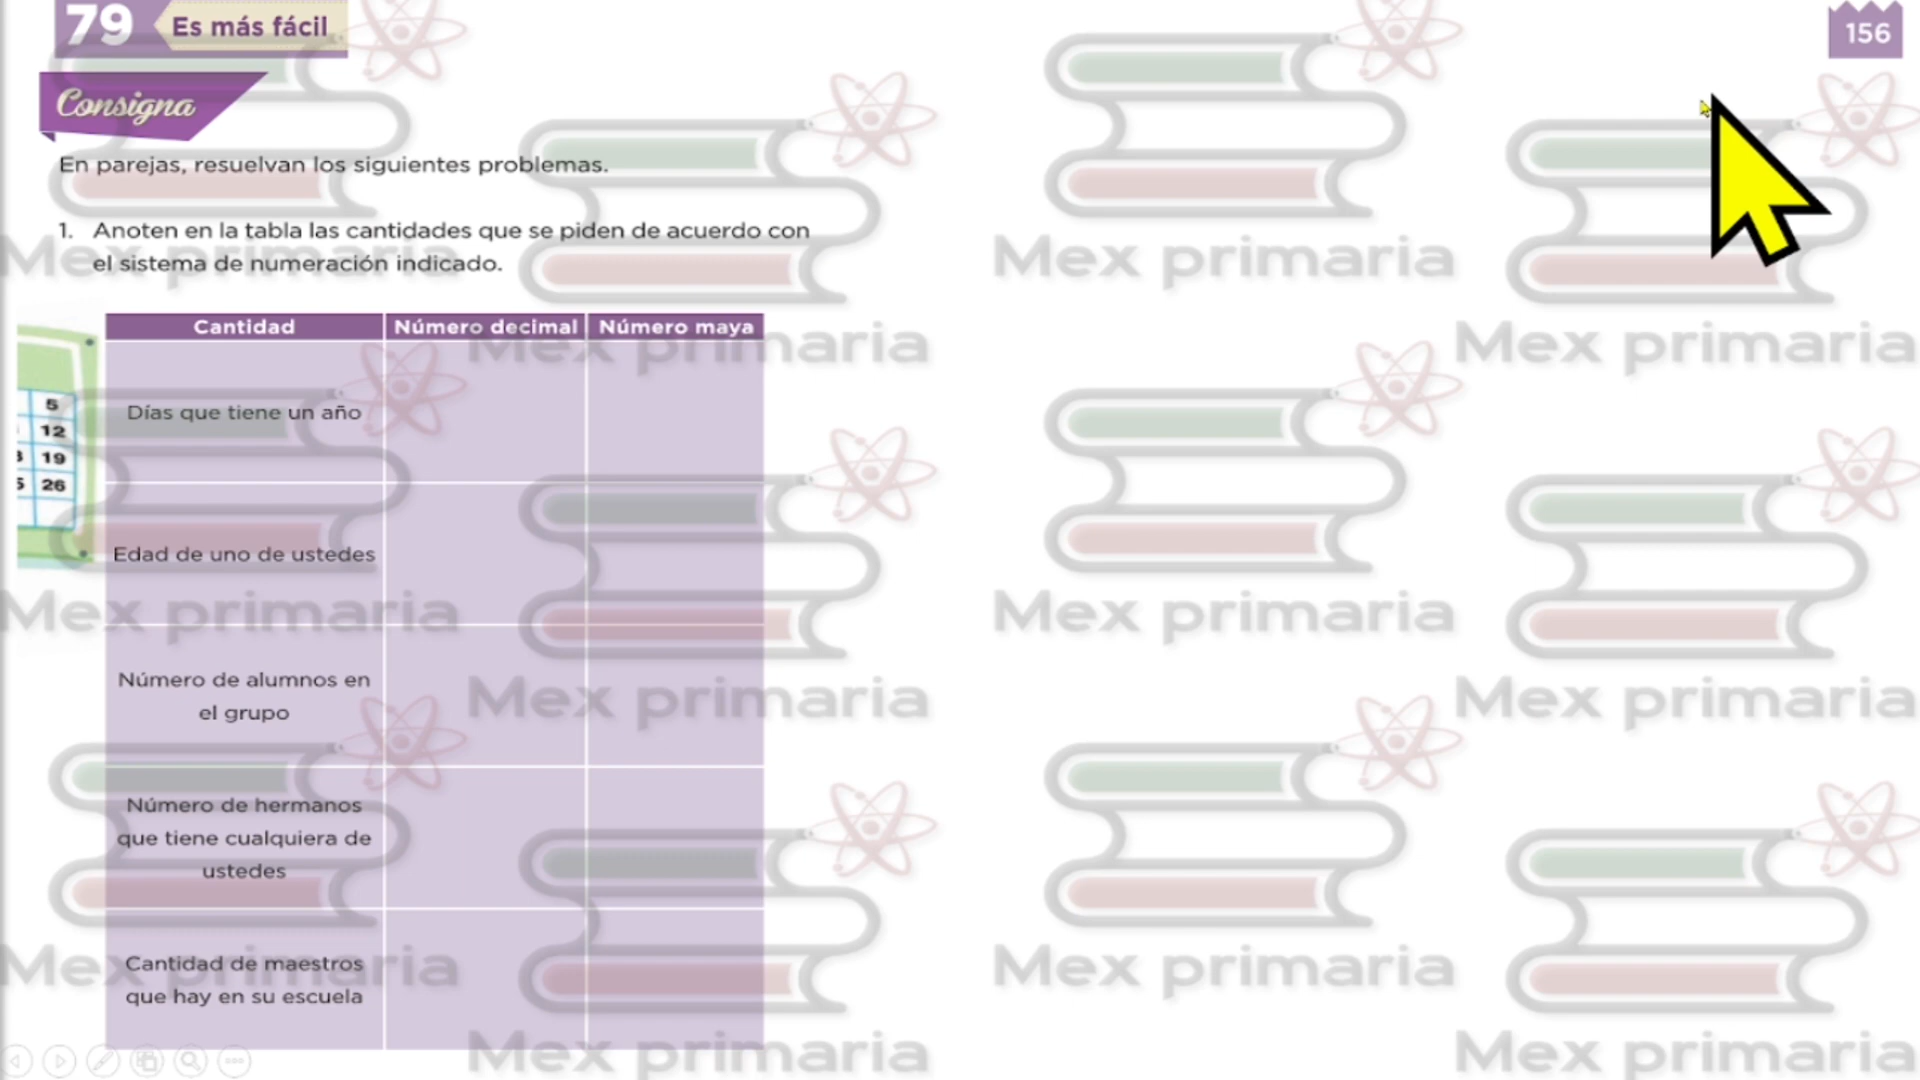 79 Es más fácil
156
Consigna
En parejas, resuelvan los siguientes problemas.
1. Anoten en la tabla las cantidades que se piden de acuerdo con
el sistema de numeración indicado.
Cantidad Número decimal Número maya
Días que tiene un año
5
12
19
26
Edad de uno de ustedes
Número de alumnos en
el grupo
Número de hermanos
que tiene cualquiera de
ustedes
Cantidad de maestros
que hay en su escuela
Mex primaria
Mex primaria
Mex primaria
Mex primaria
Mex primaria
Mex primaria
Mex primaria
Mex primaria
Mex primaria
Mex primaria
Mex primaria
Mex primaria